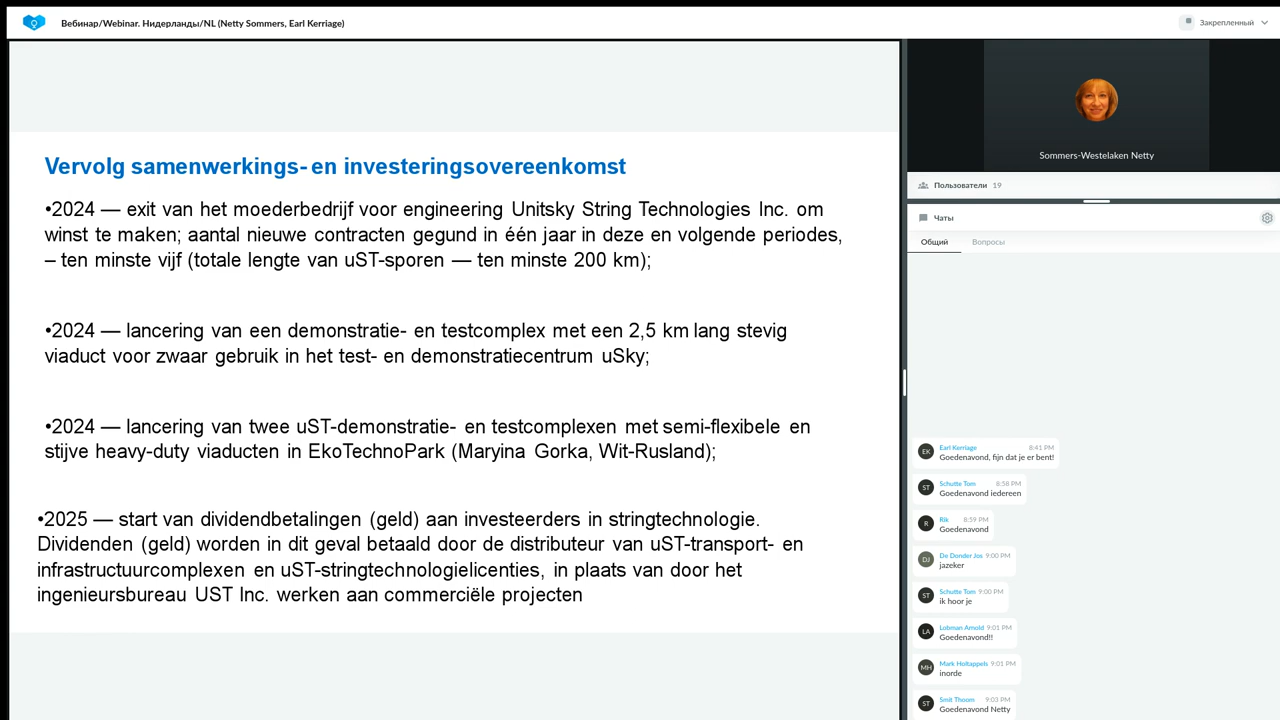 Вебинар/Webinar. Нидерланды/NL (Netty Sommers, Earl Kerriage)
Закрепленный
Vervolg samenwerkings- en investeringsovereenkomst
•2024 — exit van het moederbedrijf voor engineering Unitsky String Technologies Inc. om
winst te maken; aantal nieuwe contracten gegund in één jaar in deze en volgende periodes,
– ten minste vijf (totale lengte van uST-sporen — ten minste 200 km);
•2024 — lancering van een demonstratie- en testcomplex met een 2,5 km lang stevig
viaduct voor zwaar gebruik in het test- en demonstratiecentrum uSky;
•2024 — lancering van twee uST-demonstratie- en testcomplexen met semi-flexibele en
stijve heavy-duty viaducten in EkoTechnoPark (Maryina Gorka, Wit-Rusland);
•2025 — start van dividendbetalingen (geld) aan investeerders in stringtechnologie.
Dividenden (geld) worden in dit geval betaald door de distributeur van uST-transport- en
infrastructuurcomplexen en uST-stringtechnologielicenties, in plaats van door het
ingenieursbureau UST Inc. werken aan commerciële projecten
Sommers-Westelaken Netty
Пользователи 19
Чаты
Общий Вопросы
EK Earl Kerriage 8:41 PM
Goedenavond, fijn dat je er bent!
ST Schutte Tom 8:58 PM
Goedenavond iedereen
R Rik 8:59 PM
Goedenavond
DJ De Donder Jos 9:00 PM
jazeker
ST Schutte Tom 9:00 PM
ik hoor je
LA Lobman Arnold 9:01 PM
Goedenavond!!
MH Mark Holtappels 9:01 PM
inorde
ST Smit Thoom 9:03 PM
Goedenavond Netty